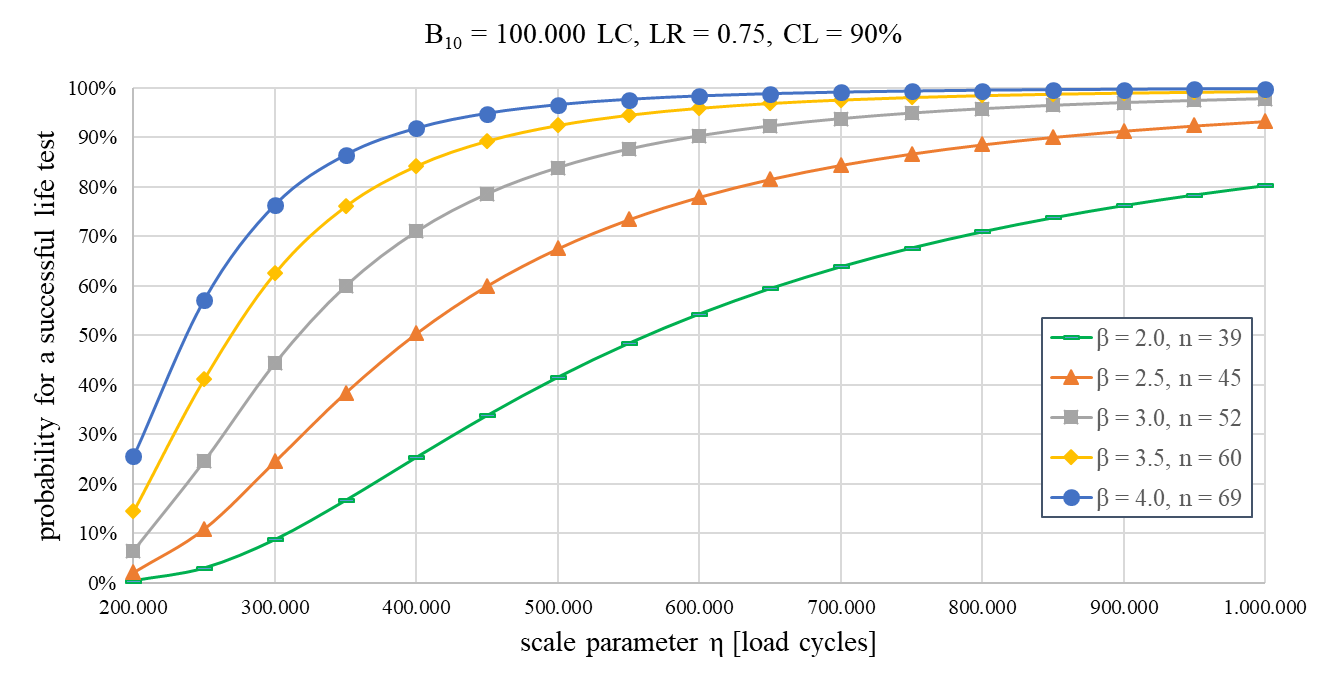 B₁₀ = 100.000 LC, LR = 0.75, CL = 90%
probability for a successful life test
100%
90%
80%
70%
60%
50%
40%
30%
20%
10%
0%
200.000 300.000 400.000 500.000 600.000 700.000 800.000 900.000 1.000.000
scale parameter η [load cycles]
β = 2.0, n = 39
β = 2.5, n = 45
β = 3.0, n = 52
β = 3.5, n = 60
β = 4.0, n = 69